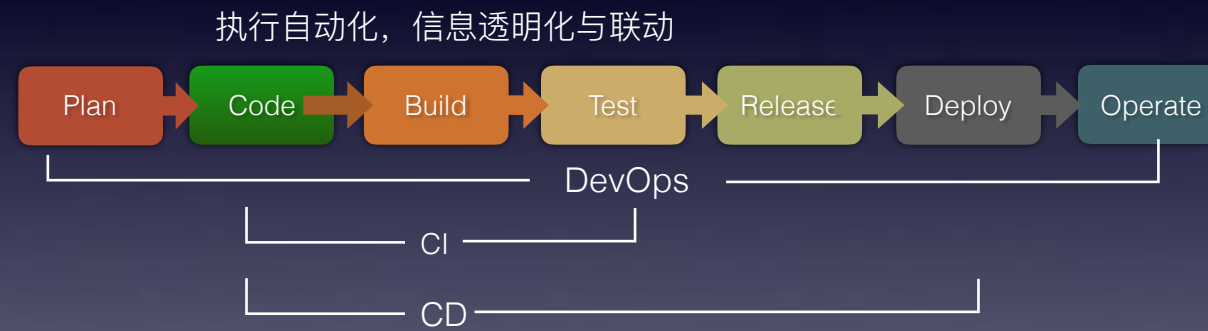 执行自动化，信息透明化与联动
Plan
Code
Build
Test
Release
Deploy
Operate
DevOps
CI
CD